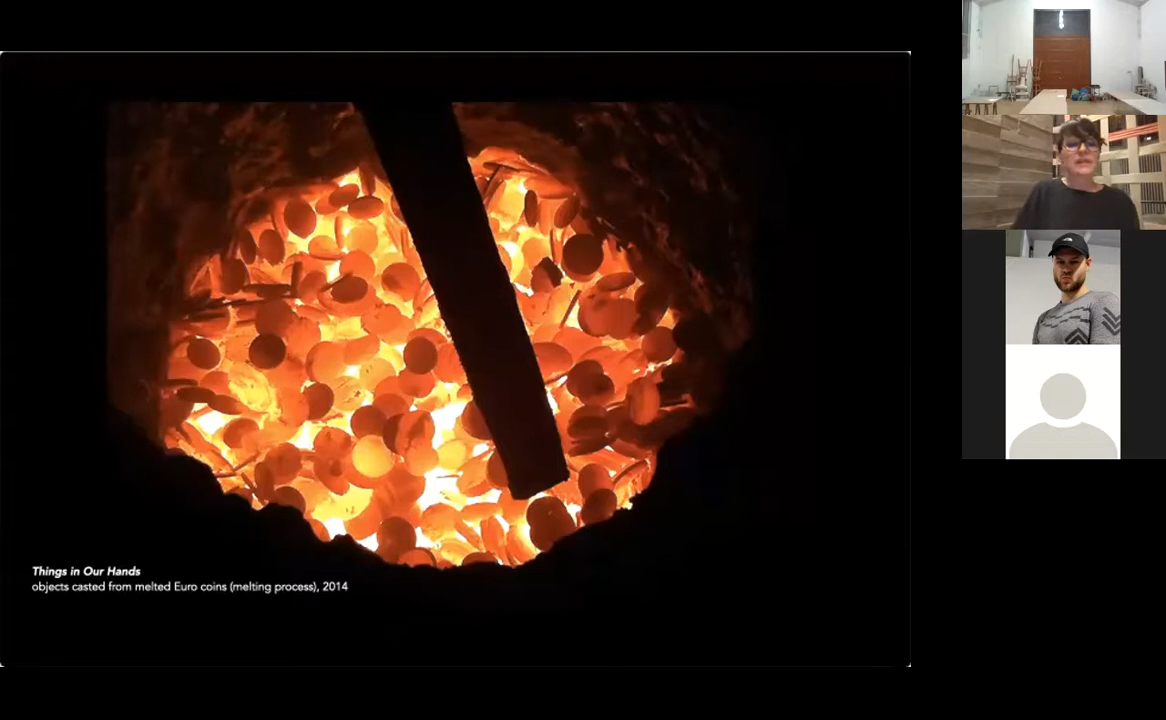 Things in Our Hands
objects casted from melted Euro coins (melting process), 2014